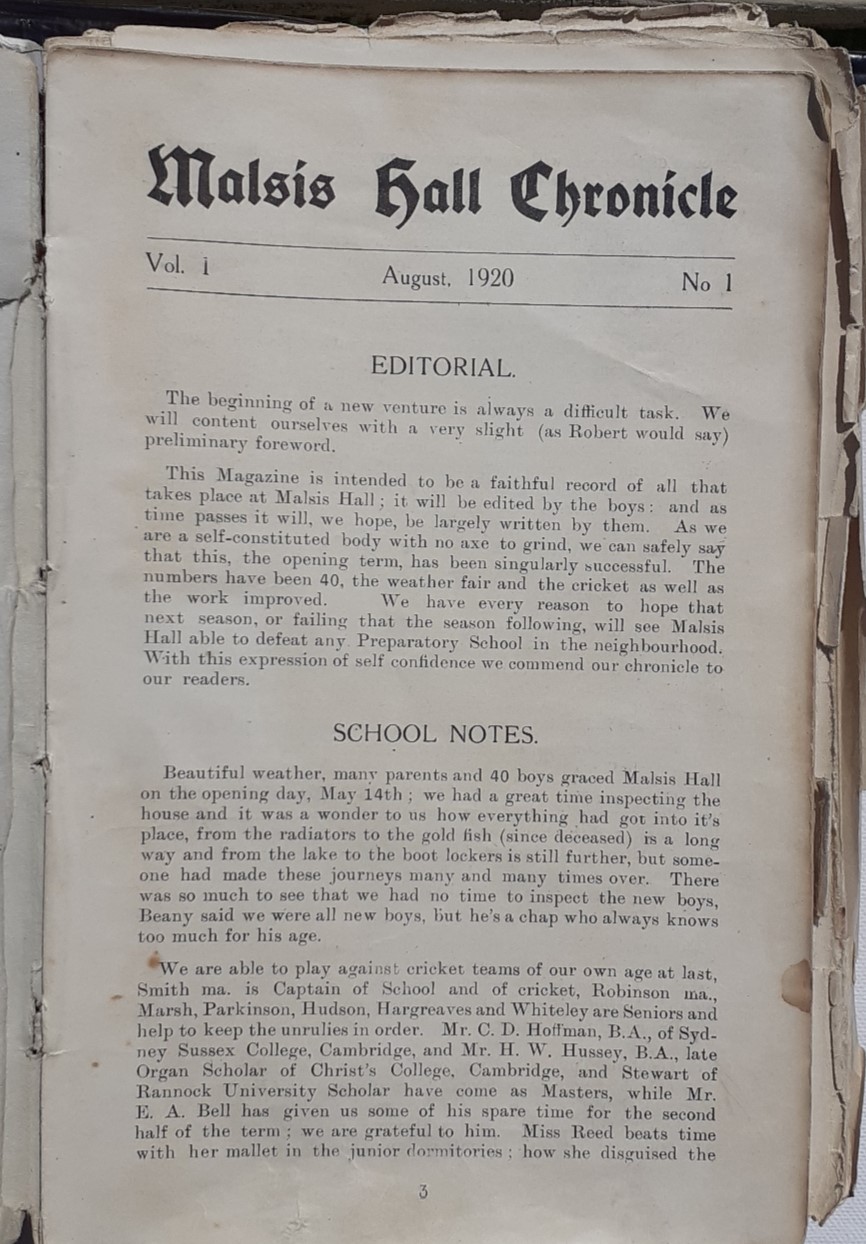 Malsis Hall Chronicle
Vol. 1 August, 1920 No 1
EDITORIAL.
The beginning of a new venture is always a difficult task. We
will content ourselves with a very slight (as Robert would say)
preliminary foreword.
This Magazine is intended to be a faithful record of all that
takes place at Malsis Hall; it will be edited by the boys: and as
time passes it will, we hope, be largely written by them. As we
are a self-constituted body with no axe to grind, we can safely say
that this, the opening term, has been singularly successful. The
numbers have been 40, the weather fair and the cricket as well as
the work improved. We have every reason to hope that
next season, or failing that the season following, will see Malsis
Hall able to defeat any Preparatory School in the neighbourhood.
With this expression of self confidence we commend our chronicle to
our readers.
SCHOOL NOTES.
Beautiful weather, many parents and 40 boys graced Malsis Hall
on the opening day, May 14th; we had a great time inspecting the
house and it was a wonder to us how everything had got into it's
place, from the radiators to the gold fish (since deceased) is a long
way and from the lake to the boot lockers is still further, but some-
one had made these journeys many and many times over. There
was so much to see that we had no time to inspect the new boys,
Beany said we were all new boys, but he's a chap who always knows
too much for his age.
We are able to play against cricket teams of our own age at last,
Smith ma. is Captain of School and of cricket, Robinson ma.,
Marsh, Parkinson, Hudson, Hargreaves and Whiteley are Seniors and
help to keep the unrulies in order. Mr. C. D. Hoffman, B.A., of Syd-
ney Sussex College, Cambridge, and Mr. H. W. Hussey, B.A., late
Organ Scholar of Christ's College, Cambridge, and Stewart of
Rannock University Scholar have come as Masters, while Mr.
E. A. Bell has given us some of his spare time for the second
half of the term; we are grateful to him. Miss Reed beats time
with her mallet in the junior dormitories; how she disguised the
3